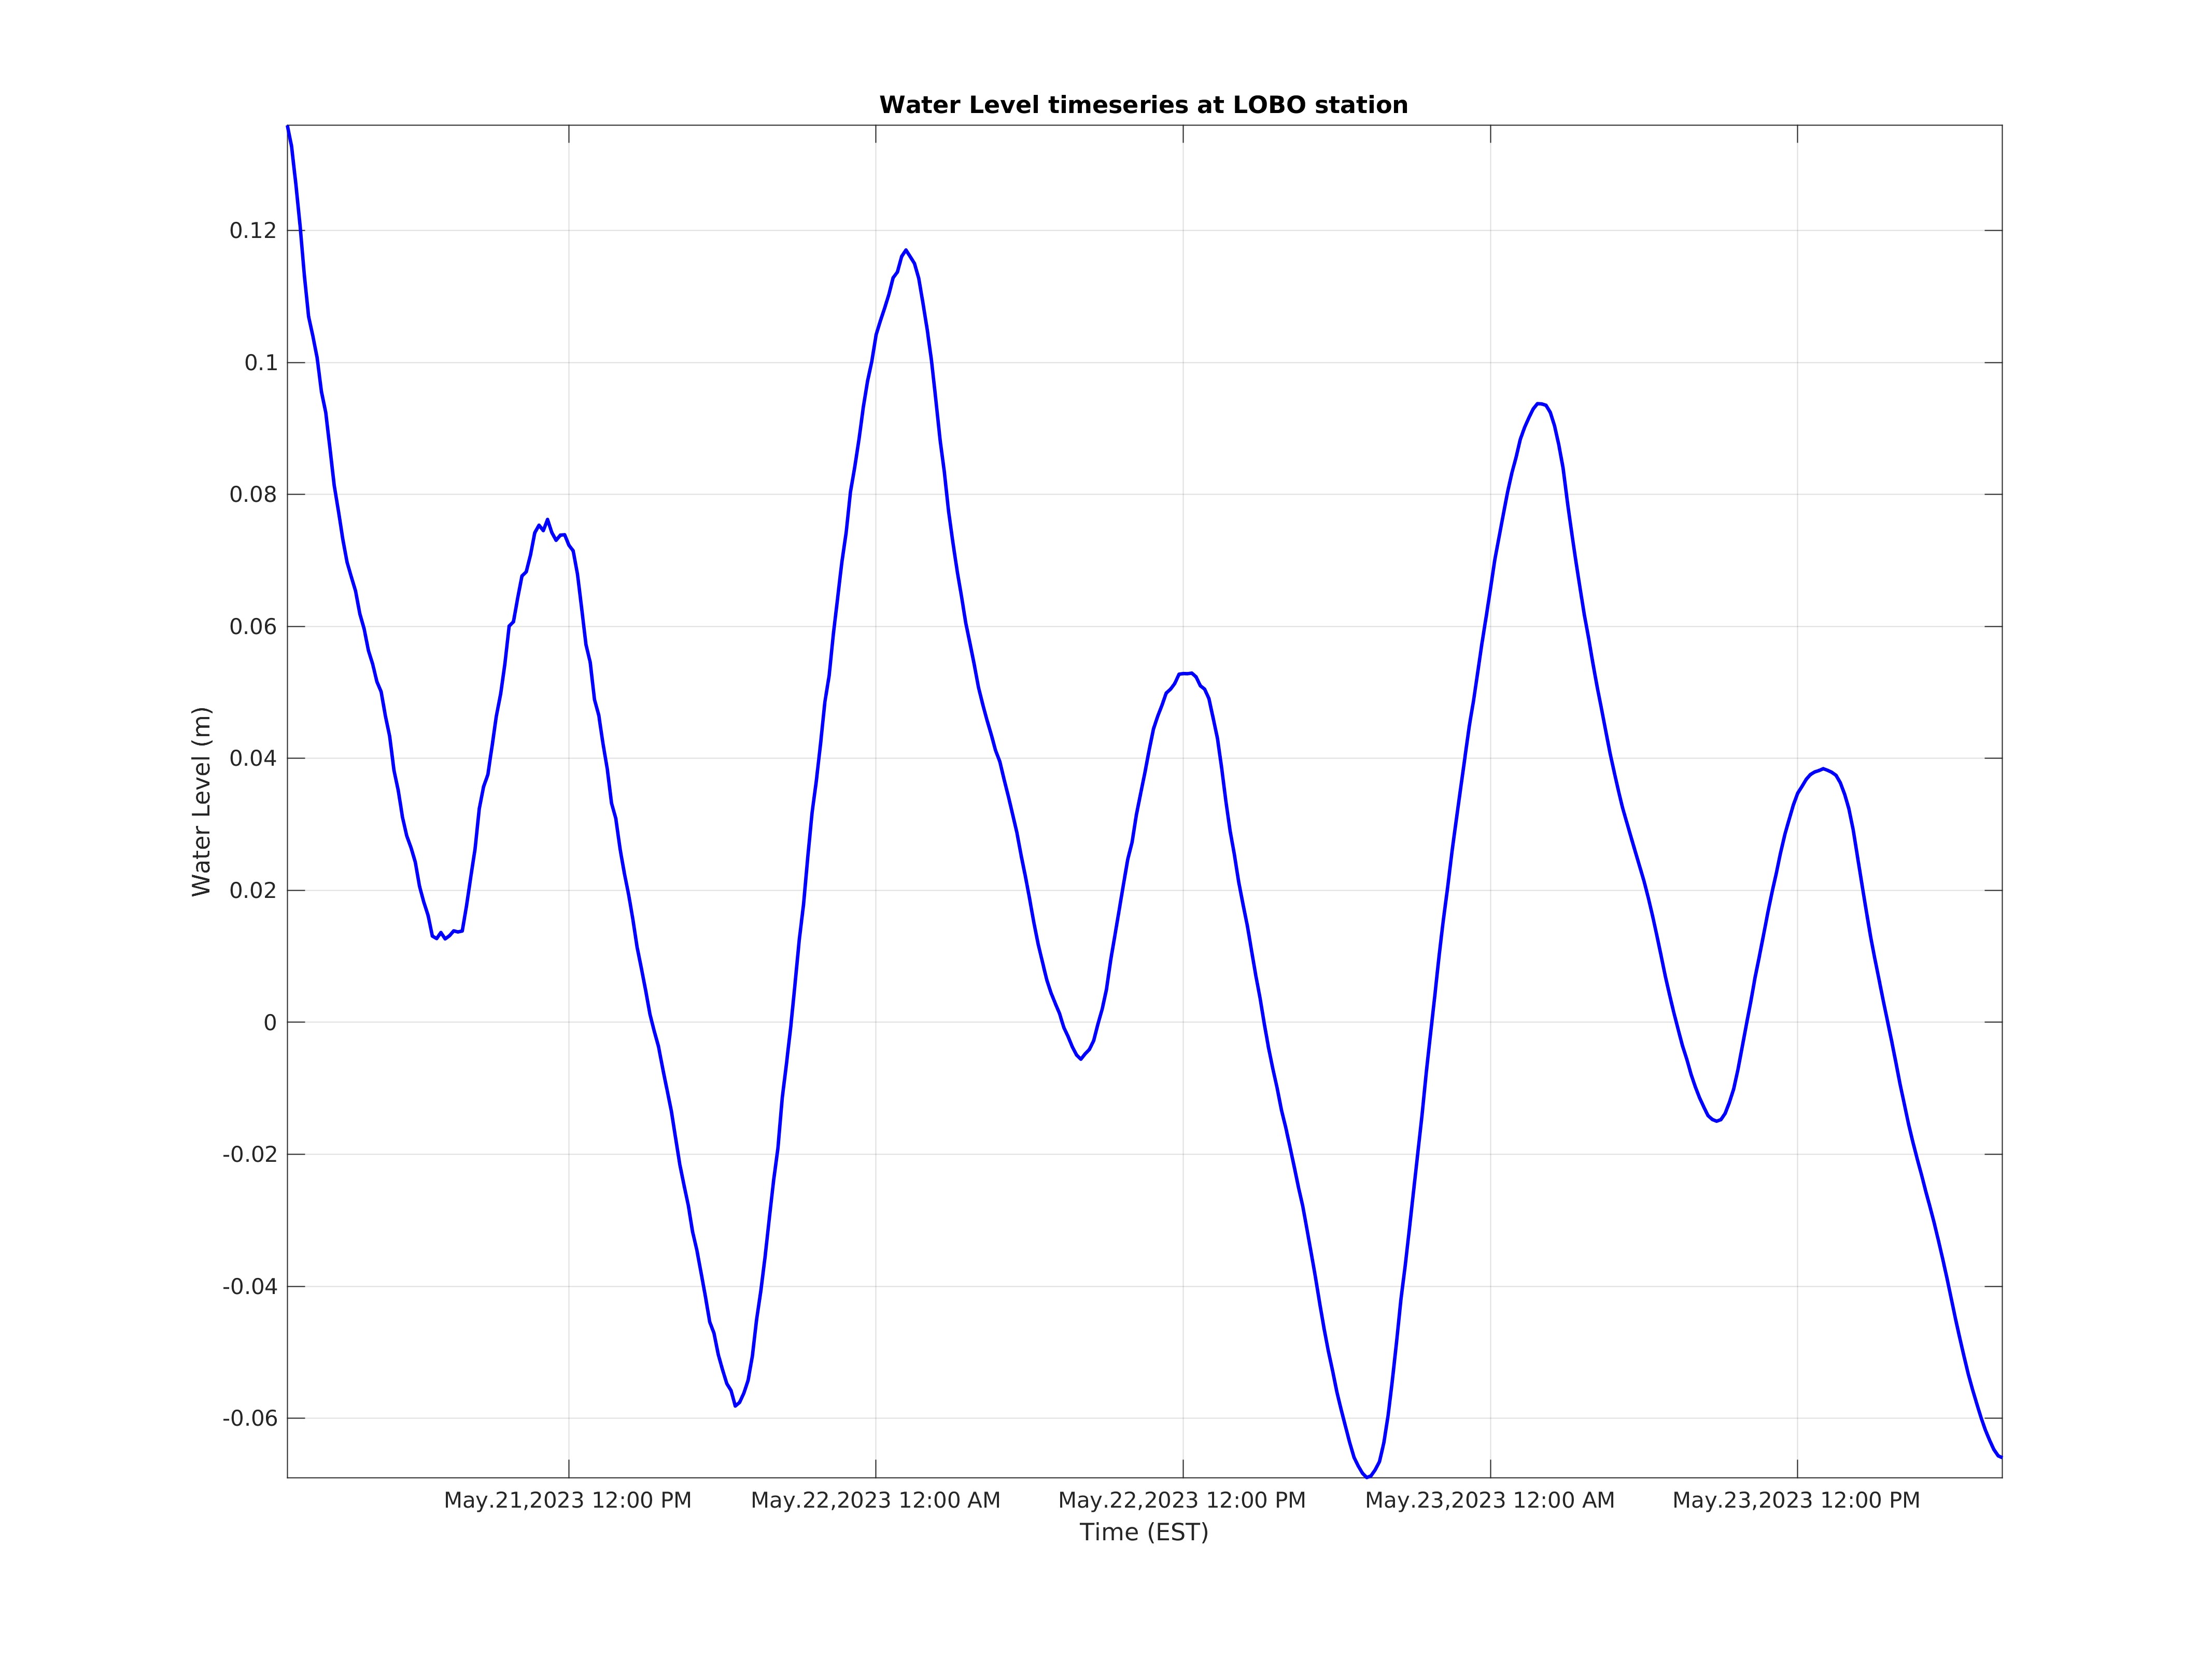 Water Level timeseries at LOBO station
0.12
0.1
0.08
0.06
0.04
0.02
0
-0.02
-0.04
-0.06
Water Level (m)
May.21,2023 12:00 PM
May.22,2023 12:00 AM
May.22,2023 12:00 PM
May.23,2023 12:00 AM
May.23,2023 12:00 PM
Time (EST)